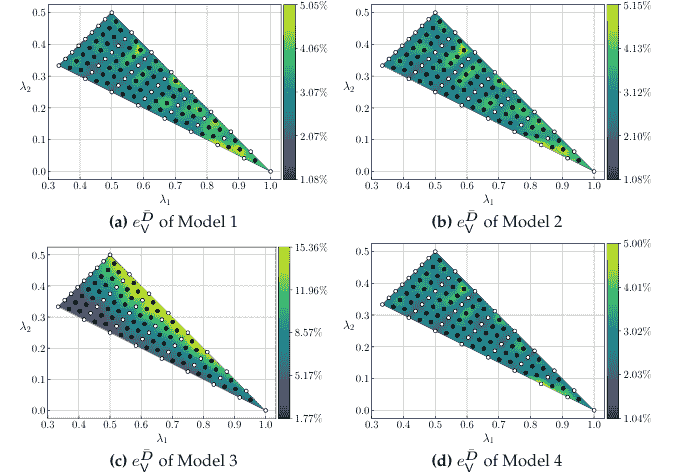 0.5
0.4
0.3
0.2
0.1
0.0
λ₂
0.3 0.4 0.5 0.6 0.7 0.8 0.9 1.0
λ₁
5.05%
4.06%
3.07%
2.07%
1.08%
(a) e_V^D̄ of Model 1
0.5
0.4
0.3
0.2
0.1
0.0
λ₂
0.3 0.4 0.5 0.6 0.7 0.8 0.9 1.0
λ₁
5.15%
4.13%
3.12%
2.10%
1.08%
(b) e_V^D̄ of Model 2
0.5
0.4
0.3
0.2
0.1
0.0
λ₂
0.3 0.4 0.5 0.6 0.7 0.8 0.9 1.0
λ₁
15.36%
11.96%
8.57%
5.17%
1.77%
(c) e_V^D̄ of Model 3
0.5
0.4
0.3
0.2
0.1
0.0
λ₂
0.3 0.4 0.5 0.6 0.7 0.8 0.9 1.0
λ₁
5.00%
4.01%
3.02%
2.03%
1.04%
(d) e_V^D̄ of Model 4